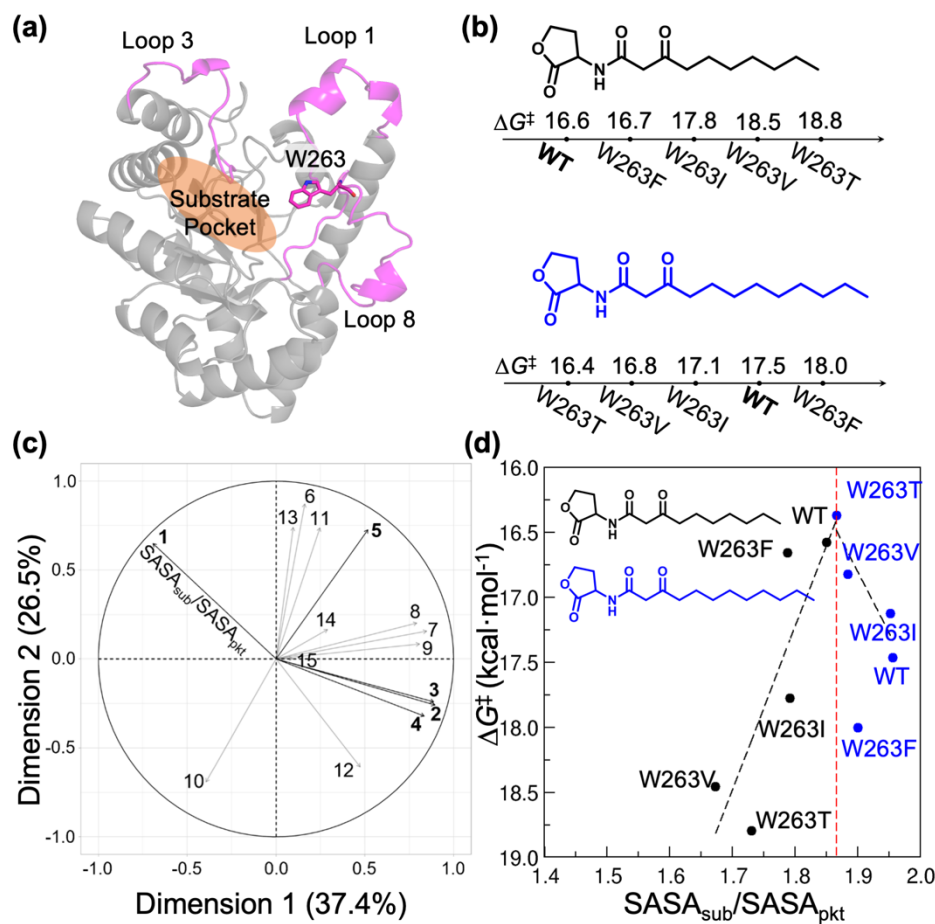 (a)
Loop 3
Loop 1
W263
Substrate
Pocket
Loop 8
(b)
O
O
N
H
O
O
ΔG‡ 16.6 16.7 17.8 18.5 18.8
WT W263F W263I W263V W263T
O
O
N
H
O
O
ΔG‡ 16.4 16.8 17.1 17.5 18.0
W263T W263V W263I WT W263F
(c)
1.0
0.5
0.0
-0.5
-1.0
Dimension 2 (26.5%)
1
SASAsub/SASApkt
6
13
11
5
14
8
7
9
15
3
2
4
10
12
-1.0 -0.5 0.0 0.5 1.0
Dimension 1 (37.4%)
(d)
16.0
16.5
17.0
17.5
18.0
18.5
19.0
ΔG‡ (kcal·mol⁻¹)
O
O
N
H
O
O
O
O
N
H
O
O
W263T
WT
W263F
W263V
W263I
WT
W263I
W263F
W263V
W263T
1.4 1.5 1.6 1.7 1.8 1.9 2.0
SASAsub/SASApkt